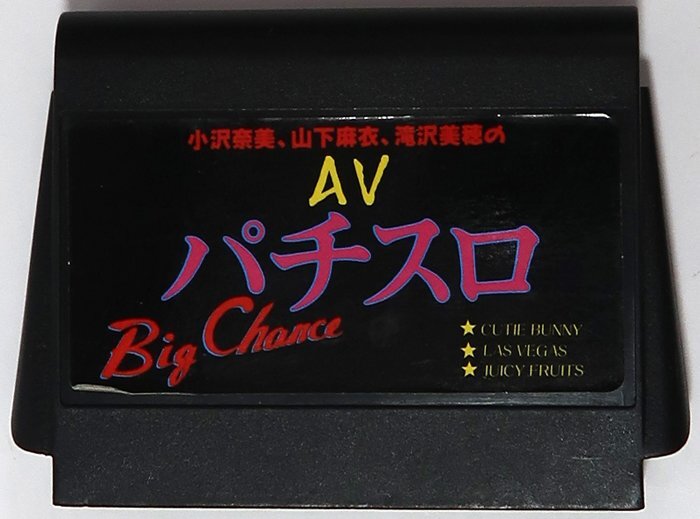 小沢奈美、山下麻衣、滝沢美穂の
AV
パチスロ
Big Chance
★ CUTIE BUNNY
★ LAS VEGAS
★ JUICY FRUITS